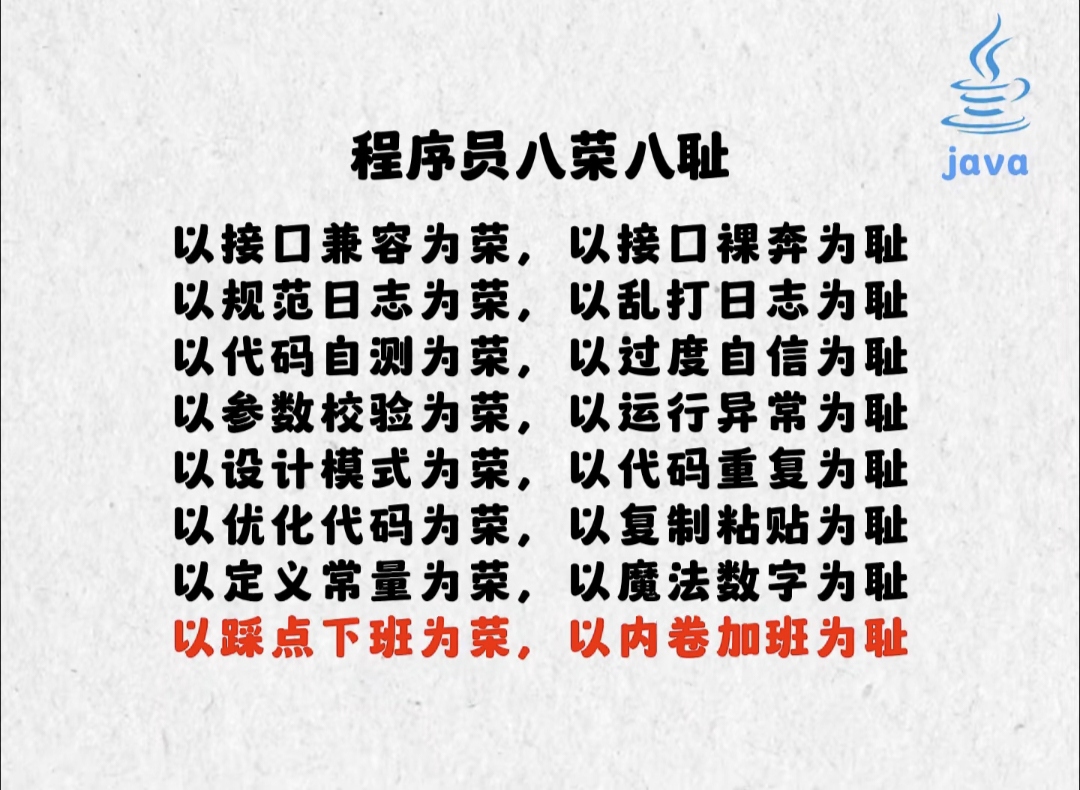 java
程序员八荣八耻
以接口兼容为荣，以接口裸奔为耻
以规范日志为荣，以乱打日志为耻
以代码自测为荣，以过度自信为耻
以参数校验为荣，以运行异常为耻
以设计模式为荣，以代码重复为耻
以优化代码为荣，以复制粘贴为耻
以定义常量为荣，以魔法数字为耻
以踩点下班为荣，以内卷加班为耻